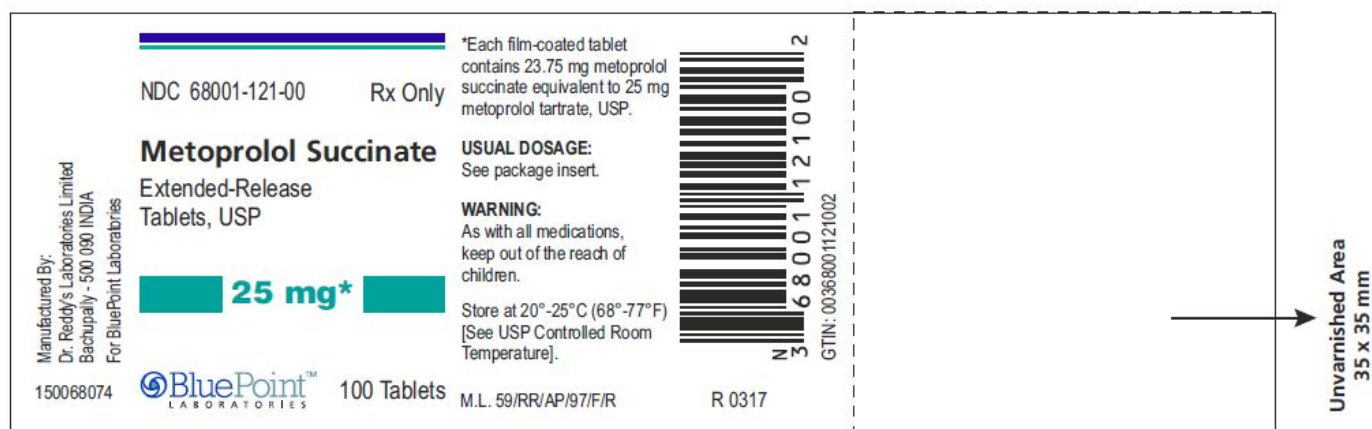 Manufactured By:
Dr. Reddy's Laboratories Limited
Bachupally - 500 090 INDIA
For BluePoint Laboratories
150068074
NDC 68001-121-00 Rx Only
Metoprolol Succinate
Extended-Release
Tablets, USP
25 mg*
BluePoint™
LABORATORIES
100 Tablets
*Each film-coated tablet
contains 23.75 mg metoprolol
succinate equivalent to 25 mg
metoprolol tartrate, USP.
USUAL DOSAGE:
See package insert.
WARNING:
As with all medications,
keep out of the reach of
children.
Store at 20°-25°C (68°-77°F)
[See USP Controlled Room
Temperature].
M.L. 59/RR/AP/97/F/R
R 0317
N
3 68001 12100 2
GTIN: 00368001121002
Unvarnished Area
35 x 35 mm